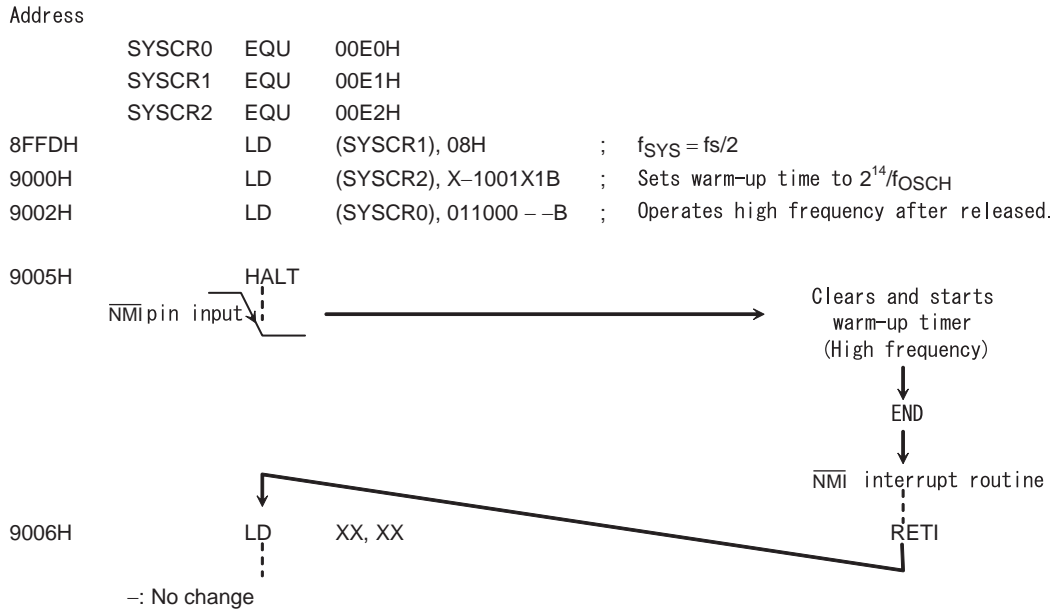 Address
SYSCR0 EQU 00E0H
SYSCR1 EQU 00E1H
SYSCR2 EQU 00E2H
8FFDH LD (SYSCR1), 08H ; fSYS = fs/2
9000H LD (SYSCR2), X−1001X1B ; Sets warm-up time to 2^14/fOSCH
9002H LD (SYSCR0), 011000 − −B ; Operates high frequency after released.
9005H HALT
NMI pin input
Clears and starts
warm-up timer
(High frequency)
END
NMI interrupt routine
9006H LD XX, XX RETI
−: No change